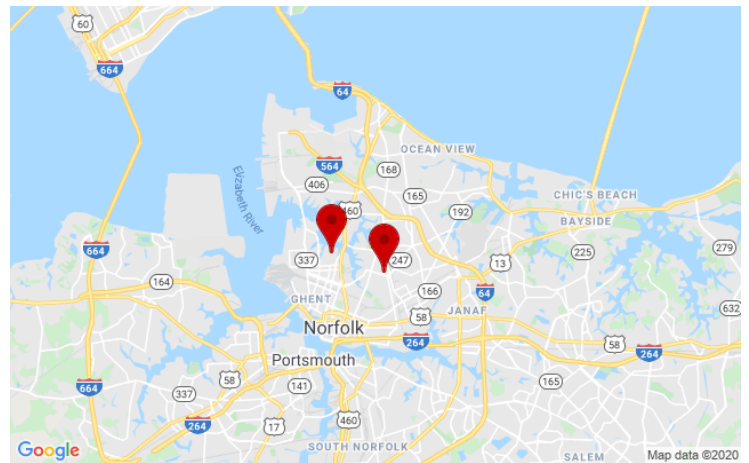 60
664
64
OCEAN VIEW
564
168
406
165
CHIC'S BEACH
Elizabeth River
460
192
BAYSIDE
664
337
247
13
225
279
164
GHENT
166
64
JANAF
632
Norfolk
58
264
58
264
Portsmouth
664
337
58
141
165
264
17
460
SOUTH NORFOLK
SALEM
Google
Map data ©2020